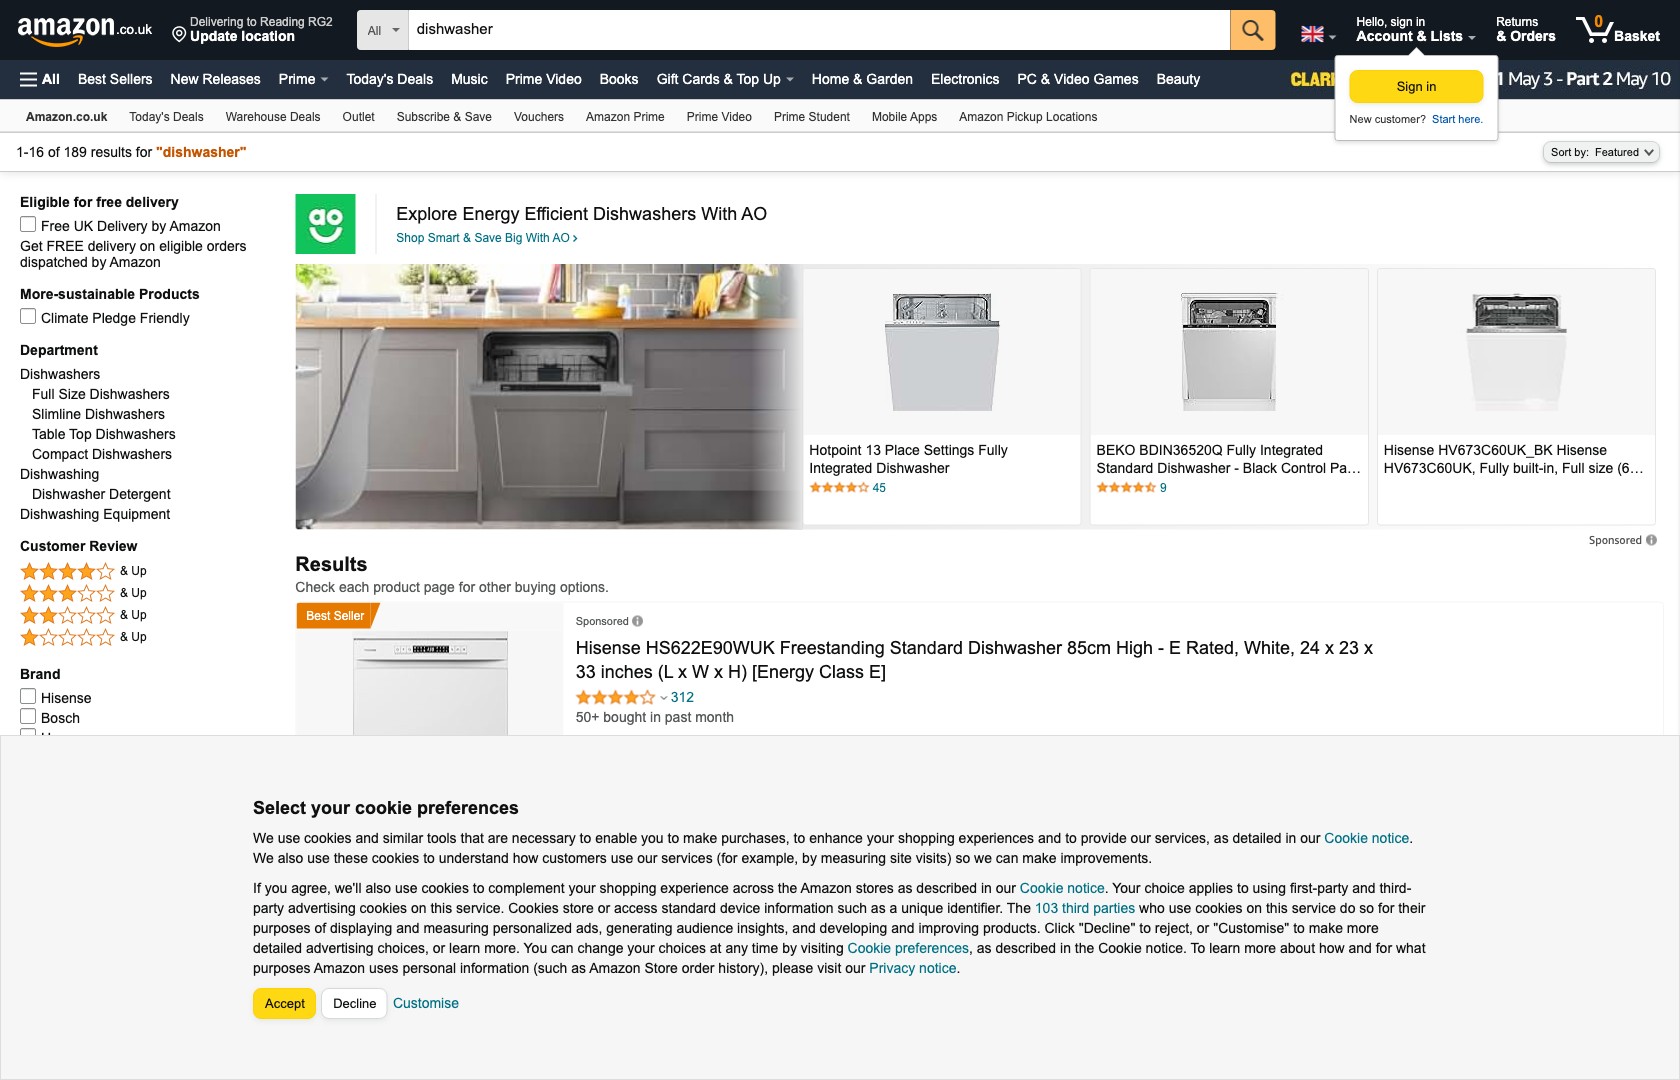 amazon.co.uk
Delivering to Reading RG2
Update location
All
dishwasher
Hello, sign in
Account & Lists
Returns
& Orders
0
Basket
All
Best Sellers
New Releases
Prime
Today's Deals
Music
Prime Video
Books
Gift Cards & Top Up
Home & Garden
Electronics
PC & Video Games
Beauty
May 3 - Part 2 May 10
Sign in
New customer? Start here.
Amazon.co.uk
Today's Deals
Warehouse Deals
Outlet
Subscribe & Save
Vouchers
Amazon Prime
Prime Video
Prime Student
Mobile Apps
Amazon Pickup Locations
1-16 of 189 results for "dishwasher"
Sort by: Featured
Eligible for free delivery
Free UK Delivery by Amazon
Get FREE delivery on eligible orders
dispatched by Amazon
More-sustainable Products
Climate Pledge Friendly
Department
Dishwashers
Full Size Dishwashers
Slimline Dishwashers
Table Top Dishwashers
Compact Dishwashers
Dishwashing
Dishwasher Detergent
Dishwashing Equipment
Customer Review
& Up
& Up
& Up
& Up
Brand
Hisense
Bosch
ao
Explore Energy Efficient Dishwashers With AO
Shop Smart & Save Big With AO
Hotpoint 13 Place Settings Fully
Integrated Dishwasher
45
BEKO BDIN36520Q Fully Integrated
Standard Dishwasher - Black Control Pa…
9
Hisense HV673C60UK_BK Hisense
HV673C60UK, Fully built-in, Full size (6…
Sponsored
Results
Check each product page for other buying options.
Best Seller
Sponsored
Hisense HS622E90WUK Freestanding Standard Dishwasher 85cm High - E Rated, White, 24 x 23 x
33 inches (L x W x H) [Energy Class E]
312
50+ bought in past month
Select your cookie preferences
We use cookies and similar tools that are necessary to enable you to make purchases, to enhance your shopping experiences and to provide our services, as detailed in our Cookie notice.
We also use these cookies to understand how customers use our services (for example, by measuring site visits) so we can make improvements.
If you agree, we'll also use cookies to complement your shopping experience across the Amazon stores as described in our Cookie notice. Your choice applies to using first-party and third-
party advertising cookies on this service. Cookies store or access standard device information such as a unique identifier. The 103 third parties who use cookies on this service do so for their
purposes of displaying and measuring personalized ads, generating audience insights, and developing and improving products. Click "Decline" to reject, or "Customise" to make more
detailed advertising choices, or learn more. You can change your choices at any time by visiting Cookie preferences, as described in the Cookie notice. To learn more about how and for what
purposes Amazon uses personal information (such as Amazon Store order history), please visit our Privacy notice.
Accept
Decline
Customise